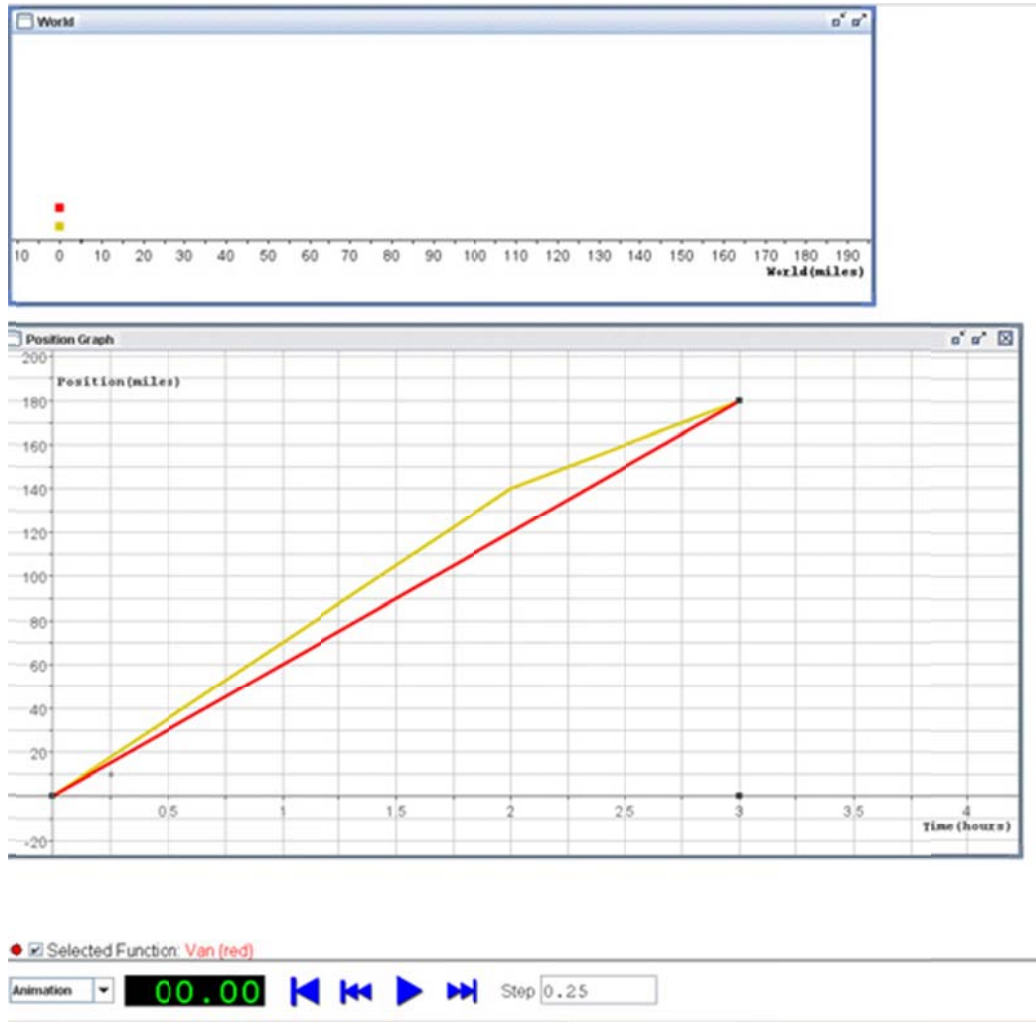 World
10 0 10 20 30 40 50 60 70 80 90 100 110 120 130 140 150 160 170 180 190
World(miles)
Position Graph
200
Position(miles)
180
160
140
120
100
80
60
40
20
0.5 1 1.5 2 2.5 3 3.5 4
Time(hours)
-20
Selected Function: Van (red)
Animation 00.00 Step 0.25